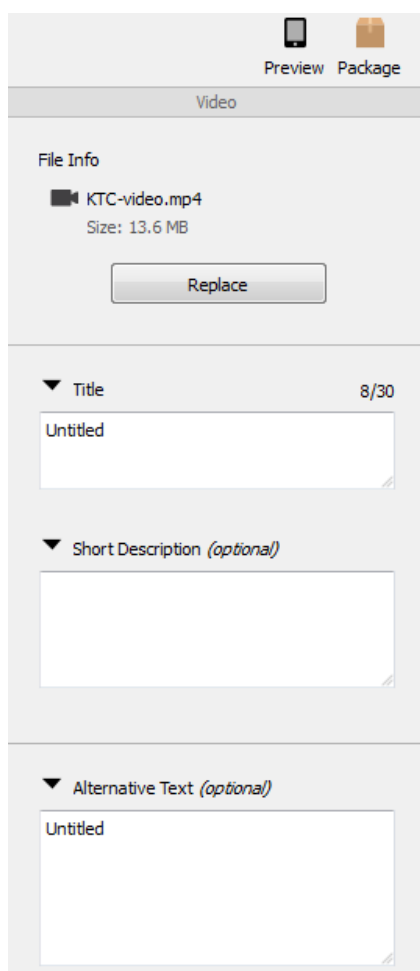 Preview Package
Video
File Info
KTC-video.mp4
Size: 13.6 MB
Replace
Title 8/30
Untitled
Short Description (optional)
Alternative Text (optional)
Untitled